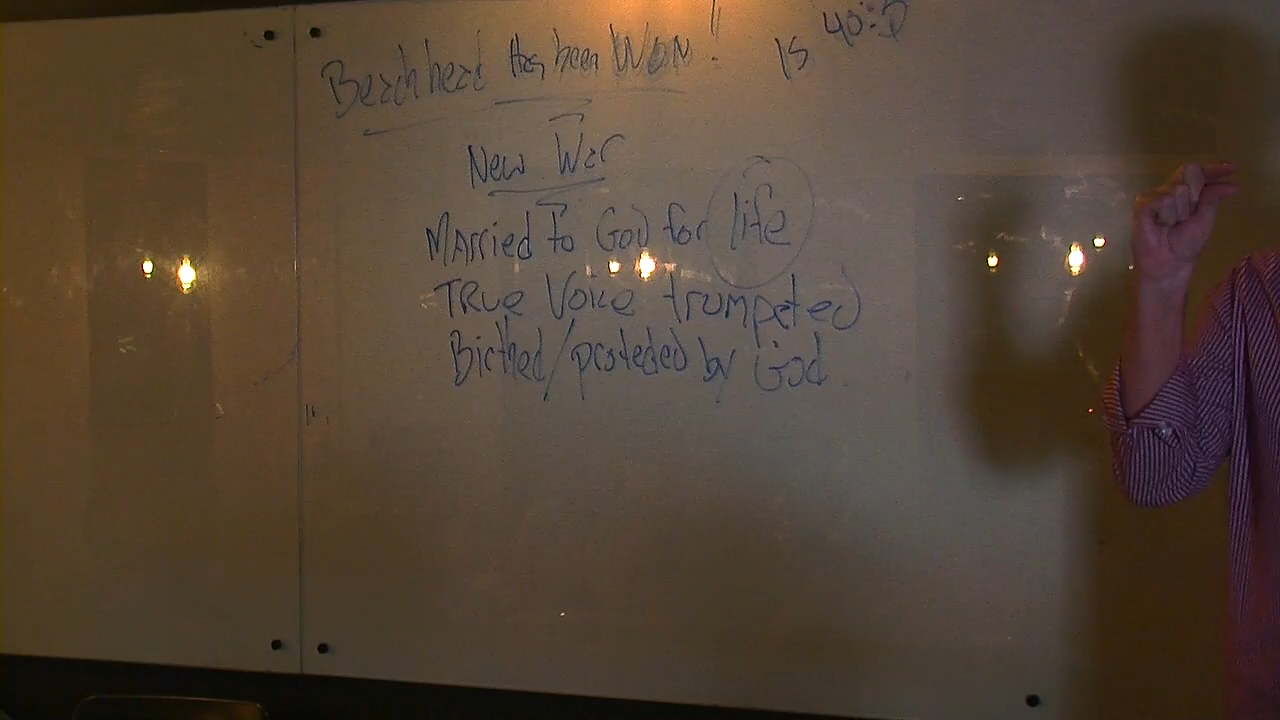 Beachhead Has been WON! Is 40:5
New War
Married to God for life
TRUe Voice trumpeted
Birthed/protected by God